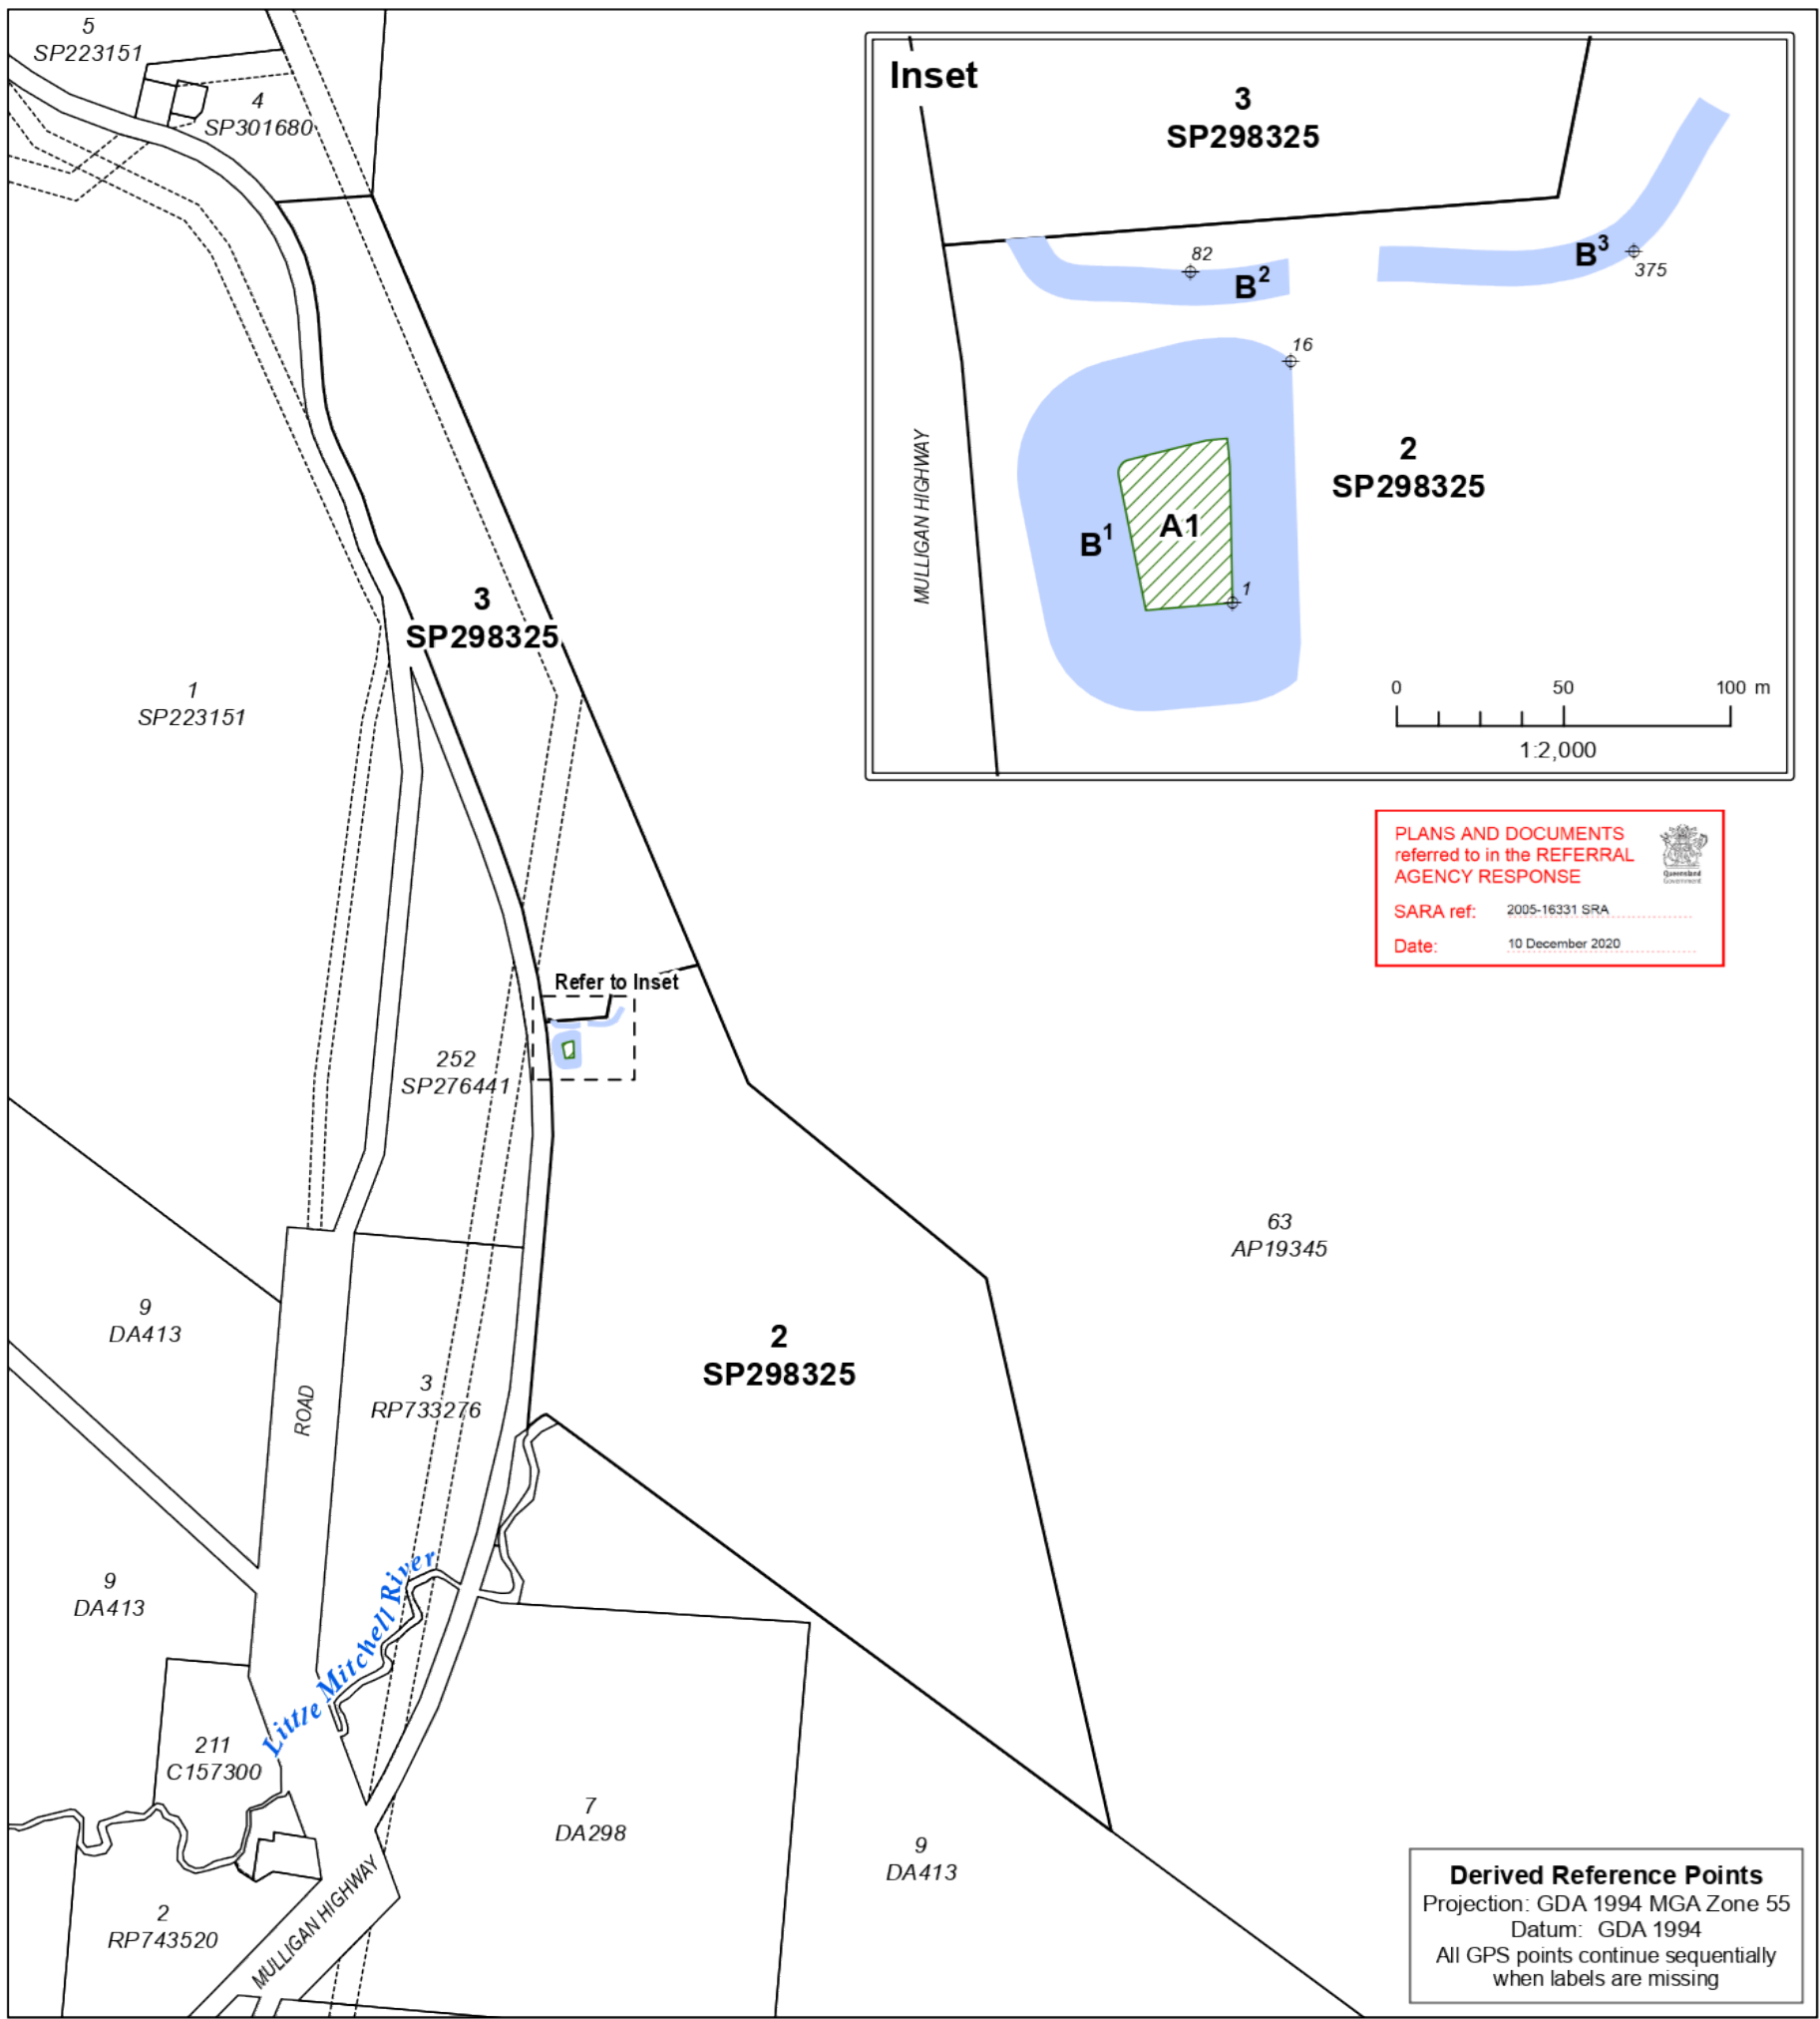 5
SP223151
4
SP301680
Inset
3
SP298325
82
B2
B3
375
16
2
SP298325
MULLIGAN HIGHWAY
B1
A1
1
0 50 100 m
1:2,000
3
SP298325
1
SP223151
PLANS AND DOCUMENTS
referred to in the REFERRAL
AGENCY RESPONSE
Queensland
Government
SARA ref: 2005-16331 SRA
Date: 10 December 2020
Refer to Inset
252
SP276441
63
AP19345
9
DA413
2
SP298325
3
RP733276
ROAD
9
DA413
Little Mitchell River
211
C157300
7
DA298
9
DA413
2
RP743520
MULLIGAN HIGHWAY
Derived Reference Points
Projection: GDA 1994 MGA Zone 55
Datum: GDA 1994
All GPS points continue sequentially
when labels are missing